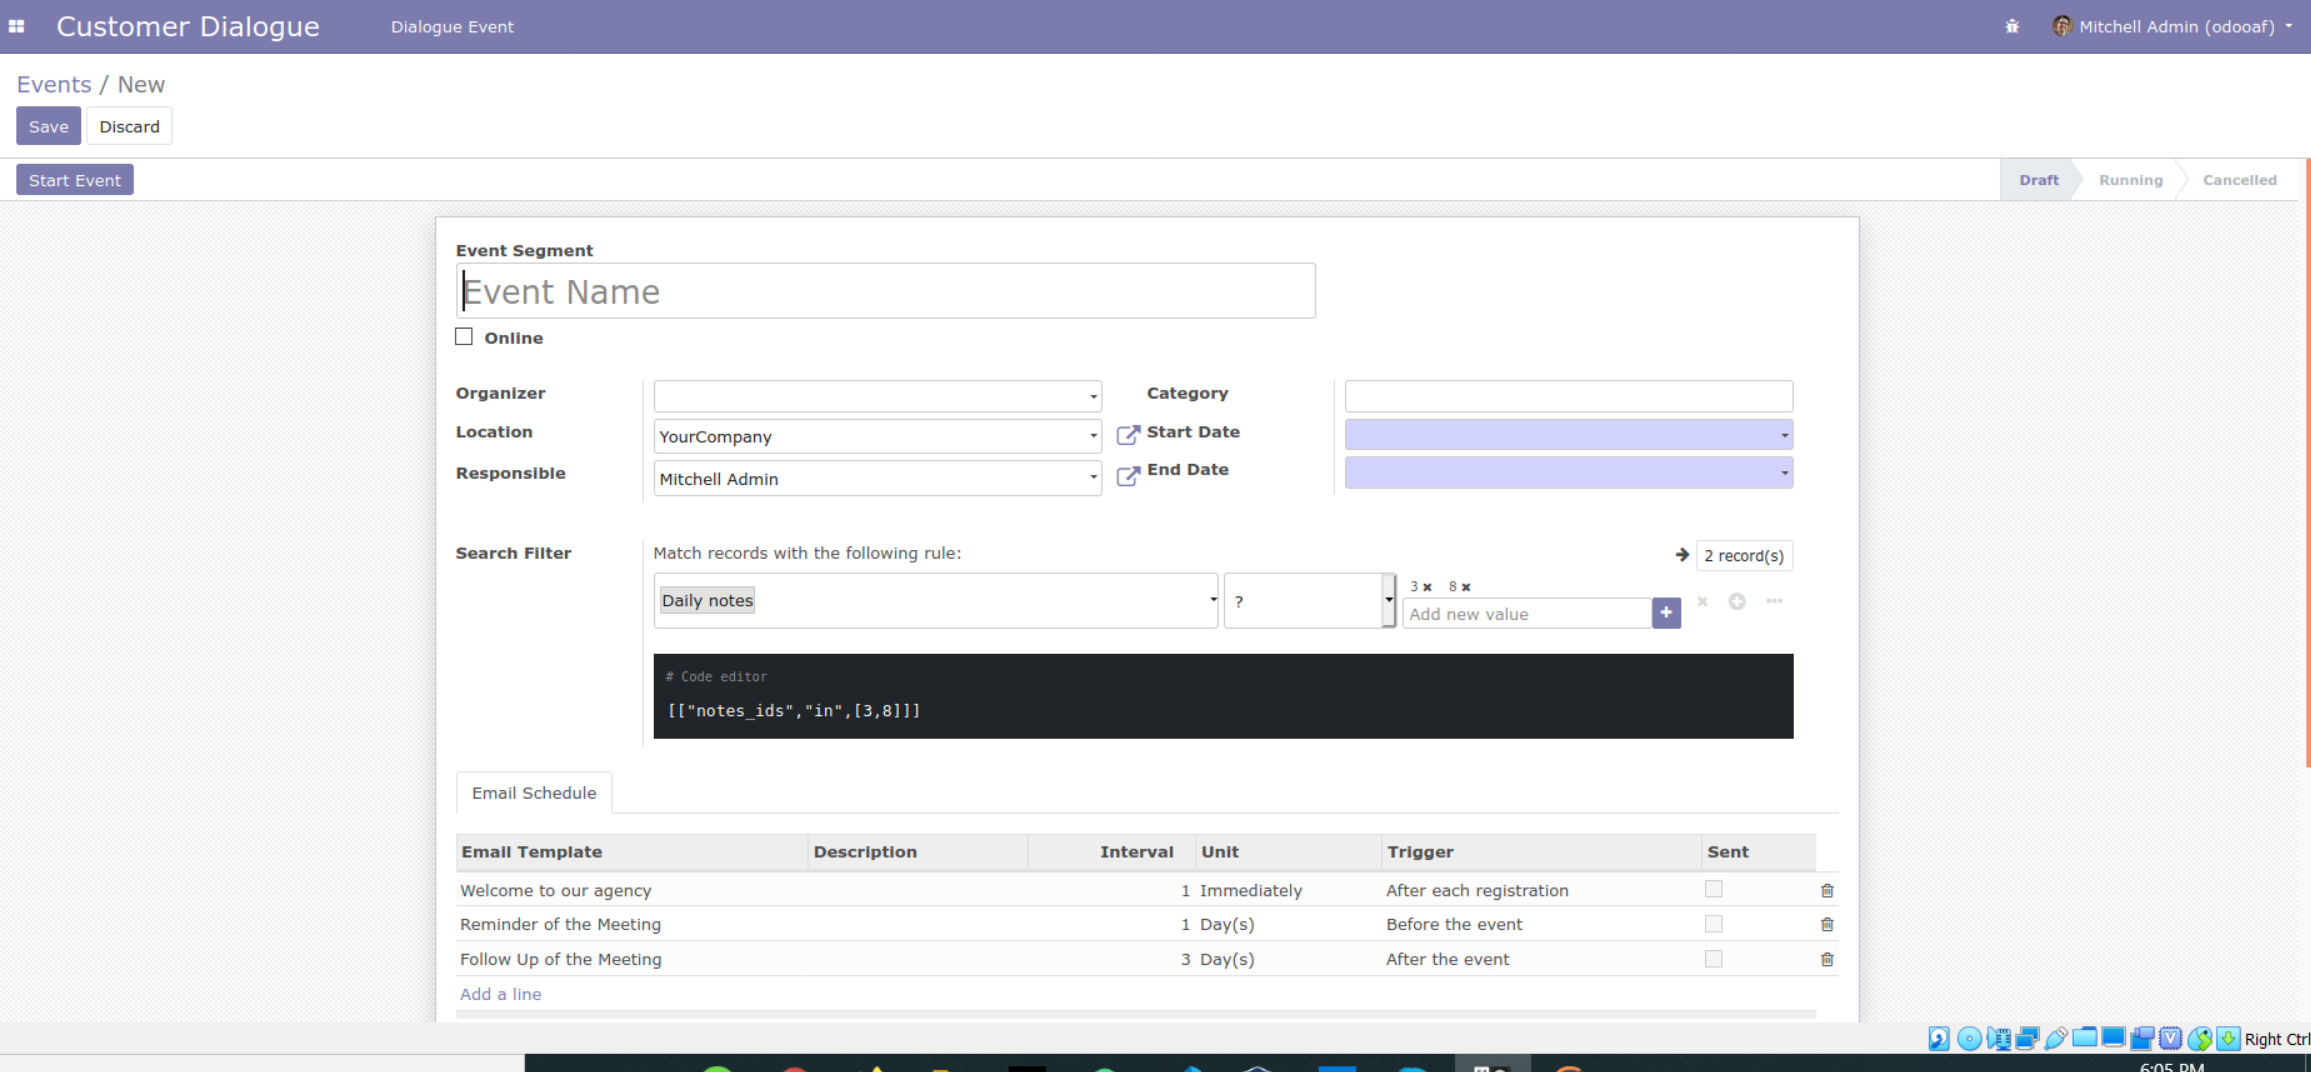 Customer Dialogue Dialogue Event Mitchell Admin (odooaf)
Events / New
Save Discard
Start Event Draft Running Cancelled
Event Segment
Event Name
Online
Organizer Category
Location YourCompany Start Date
Responsible Mitchell Admin End Date
Search Filter Match records with the following rule: 2 record(s)
Daily notes ? 3 8
Add new value
# Code editor
[["notes_ids","in",[3,8]]]
Email Schedule
Email Template Description Interval Unit Trigger Sent
Welcome to our agency 1 Immediately After each registration
Reminder of the Meeting 1 Day(s) Before the event
Follow Up of the Meeting 3 Day(s) After the event
Add a line
Right Ctrl
6:05 PM